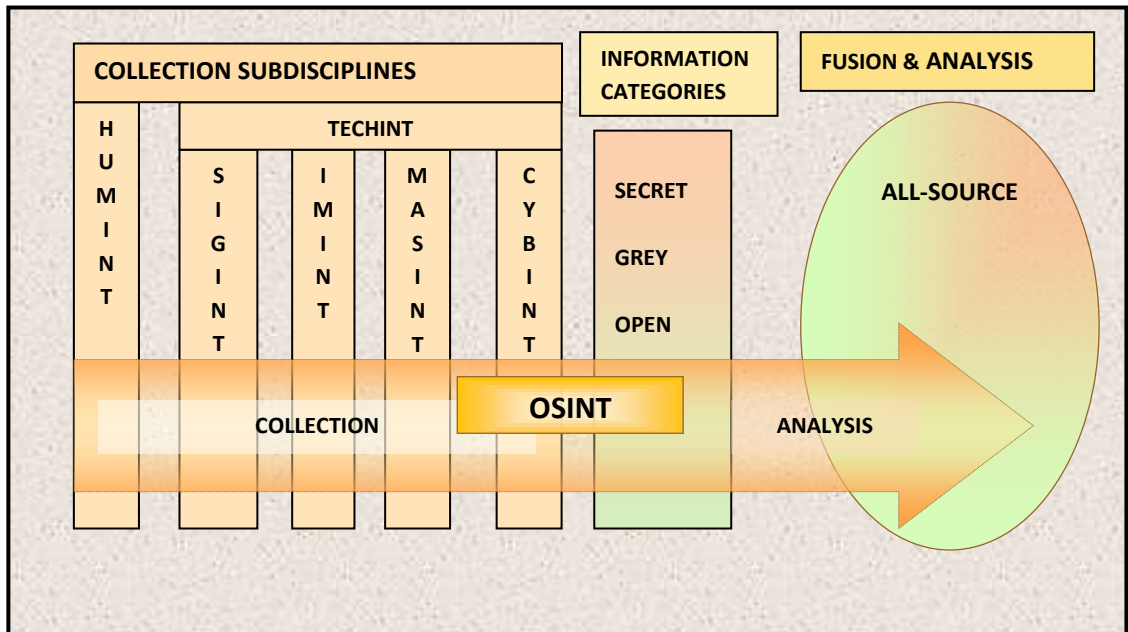 COLLECTION SUBDISCIPLINES
INFORMATION
CATEGORIES
FUSION & ANALYSIS
HUMINT
TECHINT
SIGINT
IMINT
MASINT
CYBINT
SECRET
GREY
OPEN
ALL-SOURCE
COLLECTION
OSINT
ANALYSIS